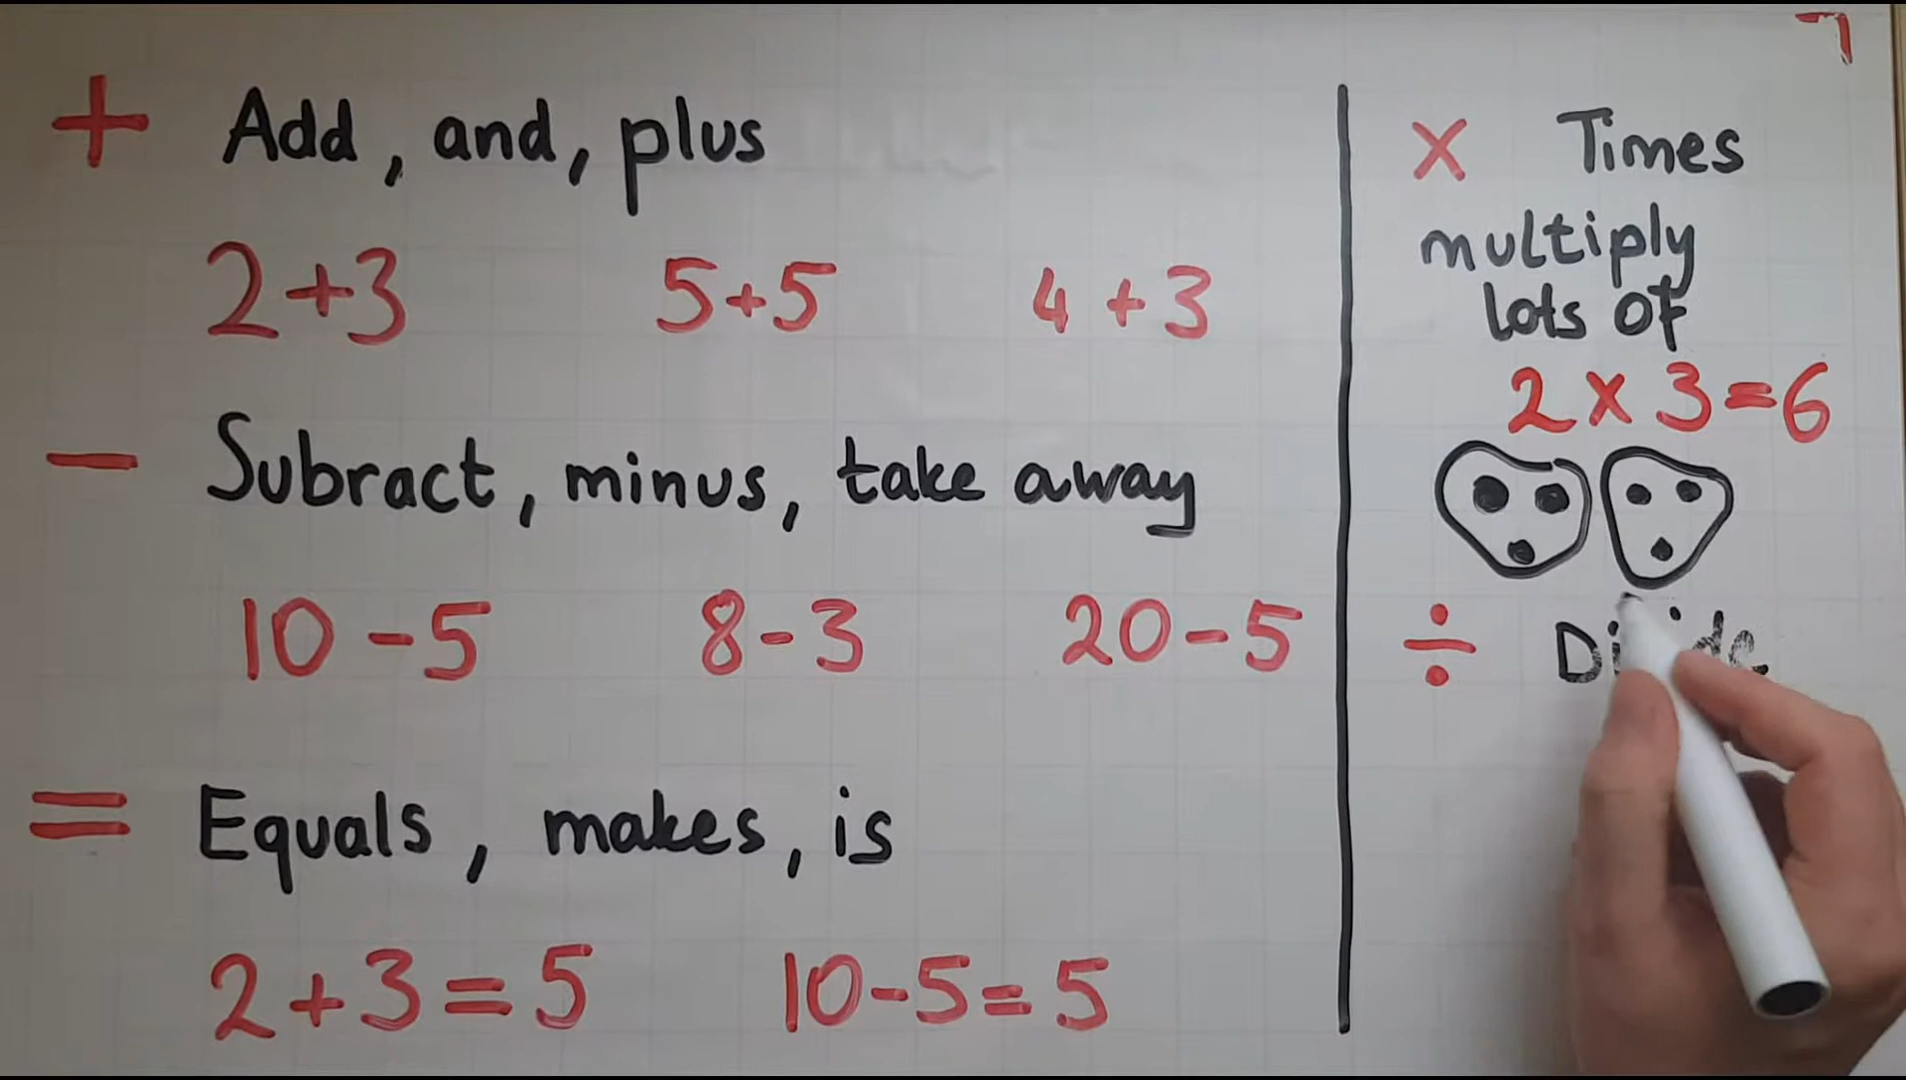 + Add, and, plus
2+3 5+5 4+3
− Subract, minus, take away
10-5 8-3 20-5
= Equals, makes, is
2+3=5 10-5=5
× Times
multiply
lots of
2×3=6
÷